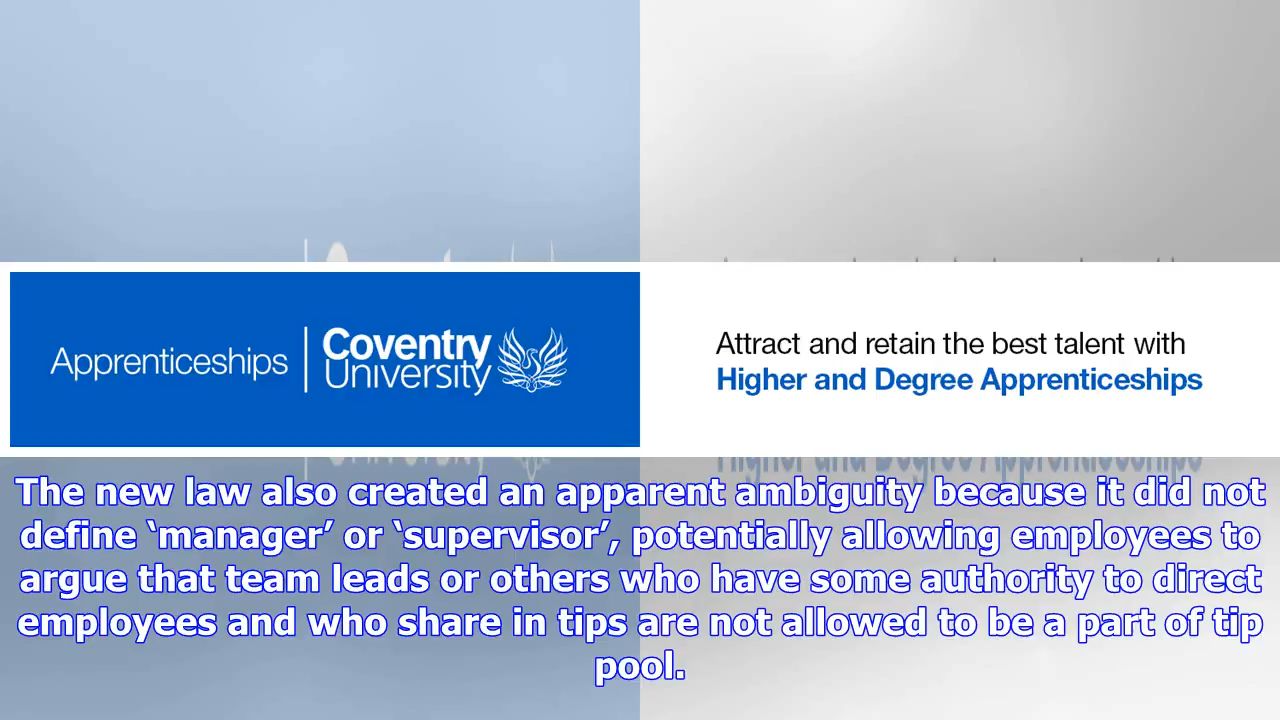 Apprenticeships
Coventry
University
Attract and retain the best talent with
Higher and Degree Apprenticeships
The new law also created an apparent ambiguity because it did not
define ‘manager’ or ‘supervisor’, potentially allowing employees to
argue that team leads or others who have some authority to direct
employees and who share in tips are not allowed to be a part of tip
pool.